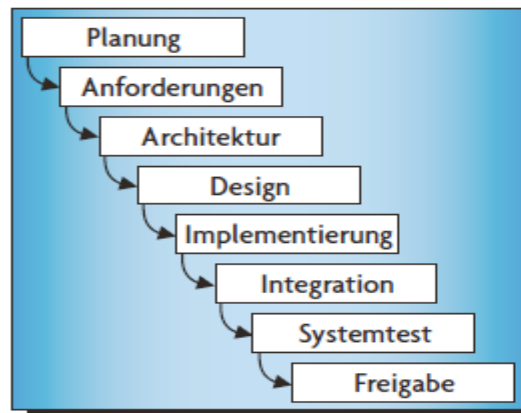 Planung
Anforderungen
Architektur
Design
Implementierung
Integration
Systemtest
Freigabe